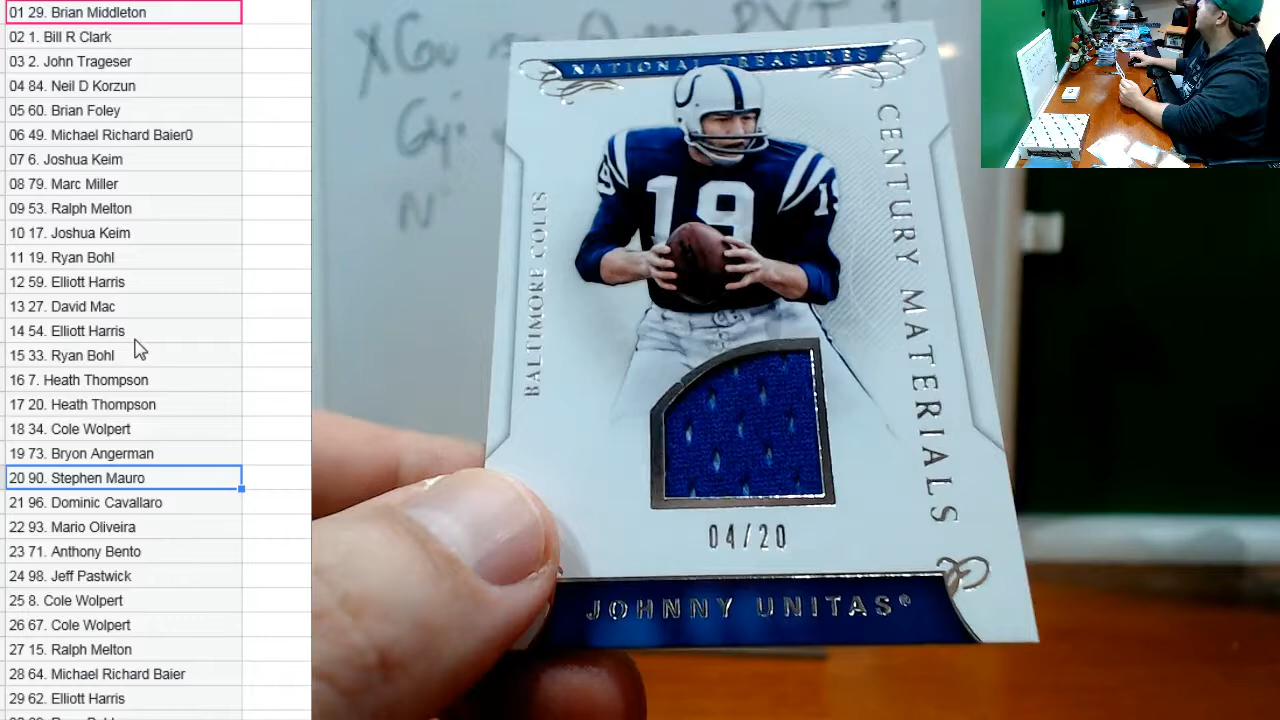 01 29. Brian Middleton
02 1. Bill R Clark
03 2. John Trageser
04 84. Neil D Korzun
05 60. Brian Foley
06 49. Michael Richard Baier0
07 6. Joshua Keim
08 79. Marc Miller
09 53. Ralph Melton
10 17. Joshua Keim
11 19. Ryan Bohl
12 59. Elliott Harris
13 27. David Mac
14 54. Elliott Harris
15 33. Ryan Bohl
16 7. Heath Thompson
17 20. Heath Thompson
18 34. Cole Wolpert
19 73. Bryon Angerman
20 90. Stephen Mauro
21 96. Dominic Cavallaro
22 93. Mario Oliveira
23 71. Anthony Bento
24 98. Jeff Pastwick
25 8. Cole Wolpert
26 67. Cole Wolpert
27 15. Ralph Melton
28 64. Michael Richard Baier
29 62. Elliott Harris
NATIONAL TREASURES
BALTIMORE COLTS
19
19
19
CENTURY MATERIALS
04/20
JOHNNY UNITAS®